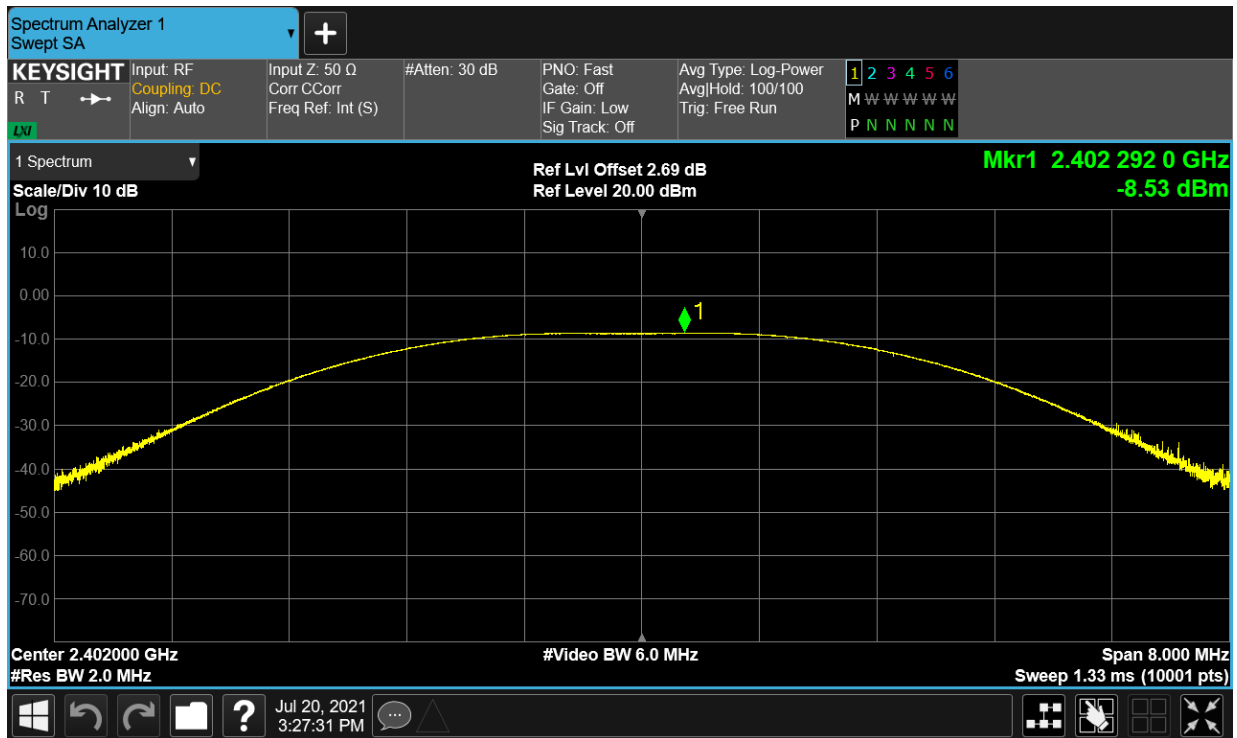 Spectrum Analyzer 1
Swept SA
KEYSIGHT
R T
LXI
Input: RF
Coupling: DC
Align: Auto
Input Z: 50 Ω
Corr CCorr
Freq Ref: Int (S)
#Atten: 30 dB
PNO: Fast
Gate: Off
IF Gain: Low
Sig Track: Off
Avg Type: Log-Power
Avg|Hold: 100/100
Trig: Free Run
1 2 3 4 5 6
M W W W W W
P N N N N N
1 Spectrum
Scale/Div 10 dB
Log
Ref Lvl Offset 2.69 dB
Ref Level 20.00 dBm
Mkr1 2.402 292 0 GHz
-8.53 dBm
10.0
0.00
-10.0
-20.0
-30.0
-40.0
-50.0
-60.0
-70.0
1
Center 2.402000 GHz
#Res BW 2.0 MHz
#Video BW 6.0 MHz
Span 8.000 MHz
Sweep 1.33 ms (10001 pts)
?
Jul 20, 2021
3:27:31 PM